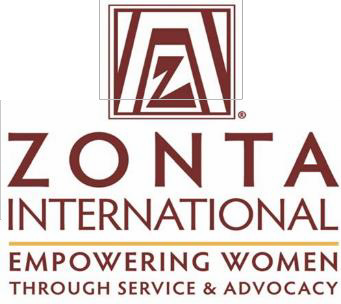 Z
®
ZONTA
INTERNATIONAL
EMPOWERING WOMEN
THROUGH SERVICE & ADVOCACY